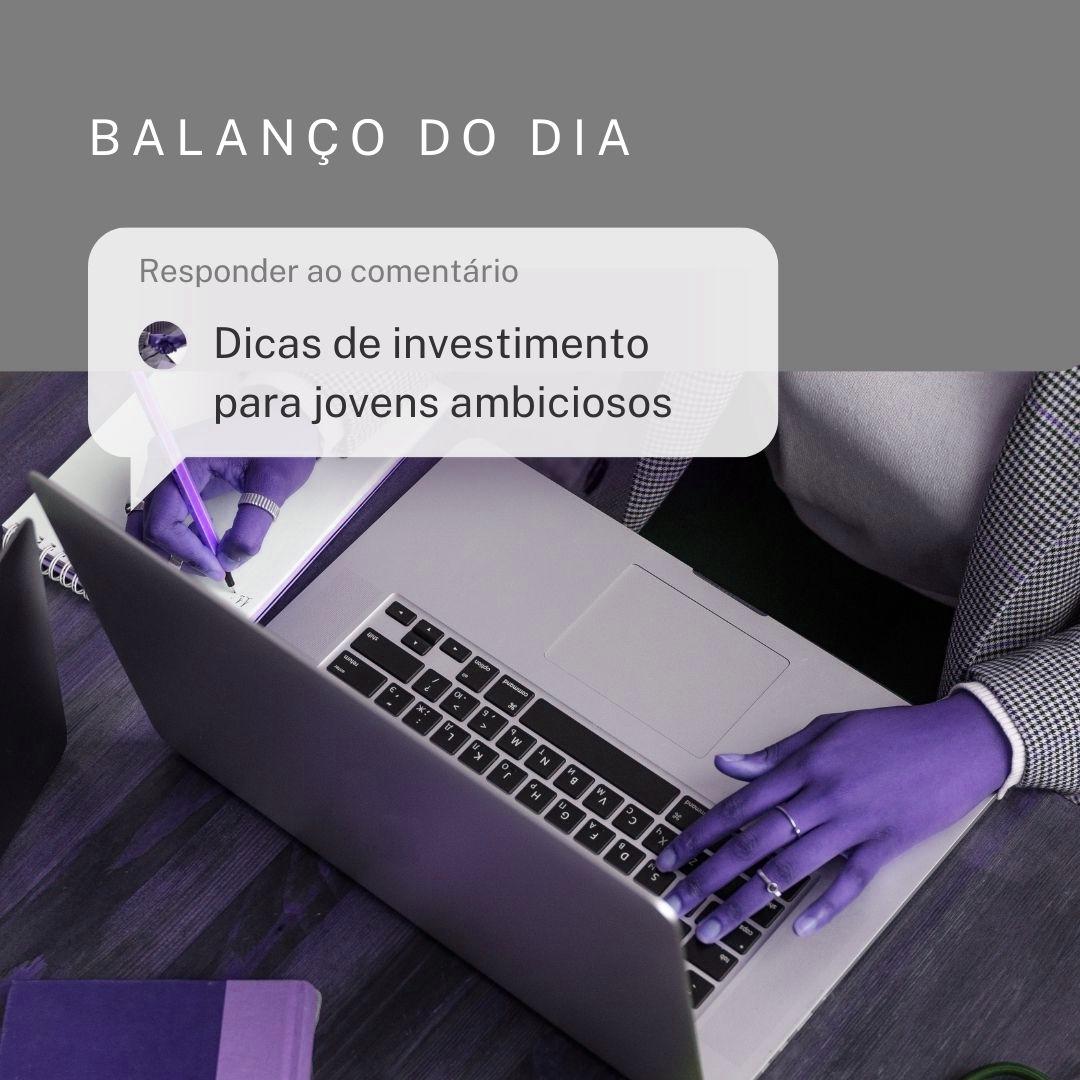 BALANÇO DO DIA
Responder ao comentário
Dicas de investimento
para jovens ambiciosos